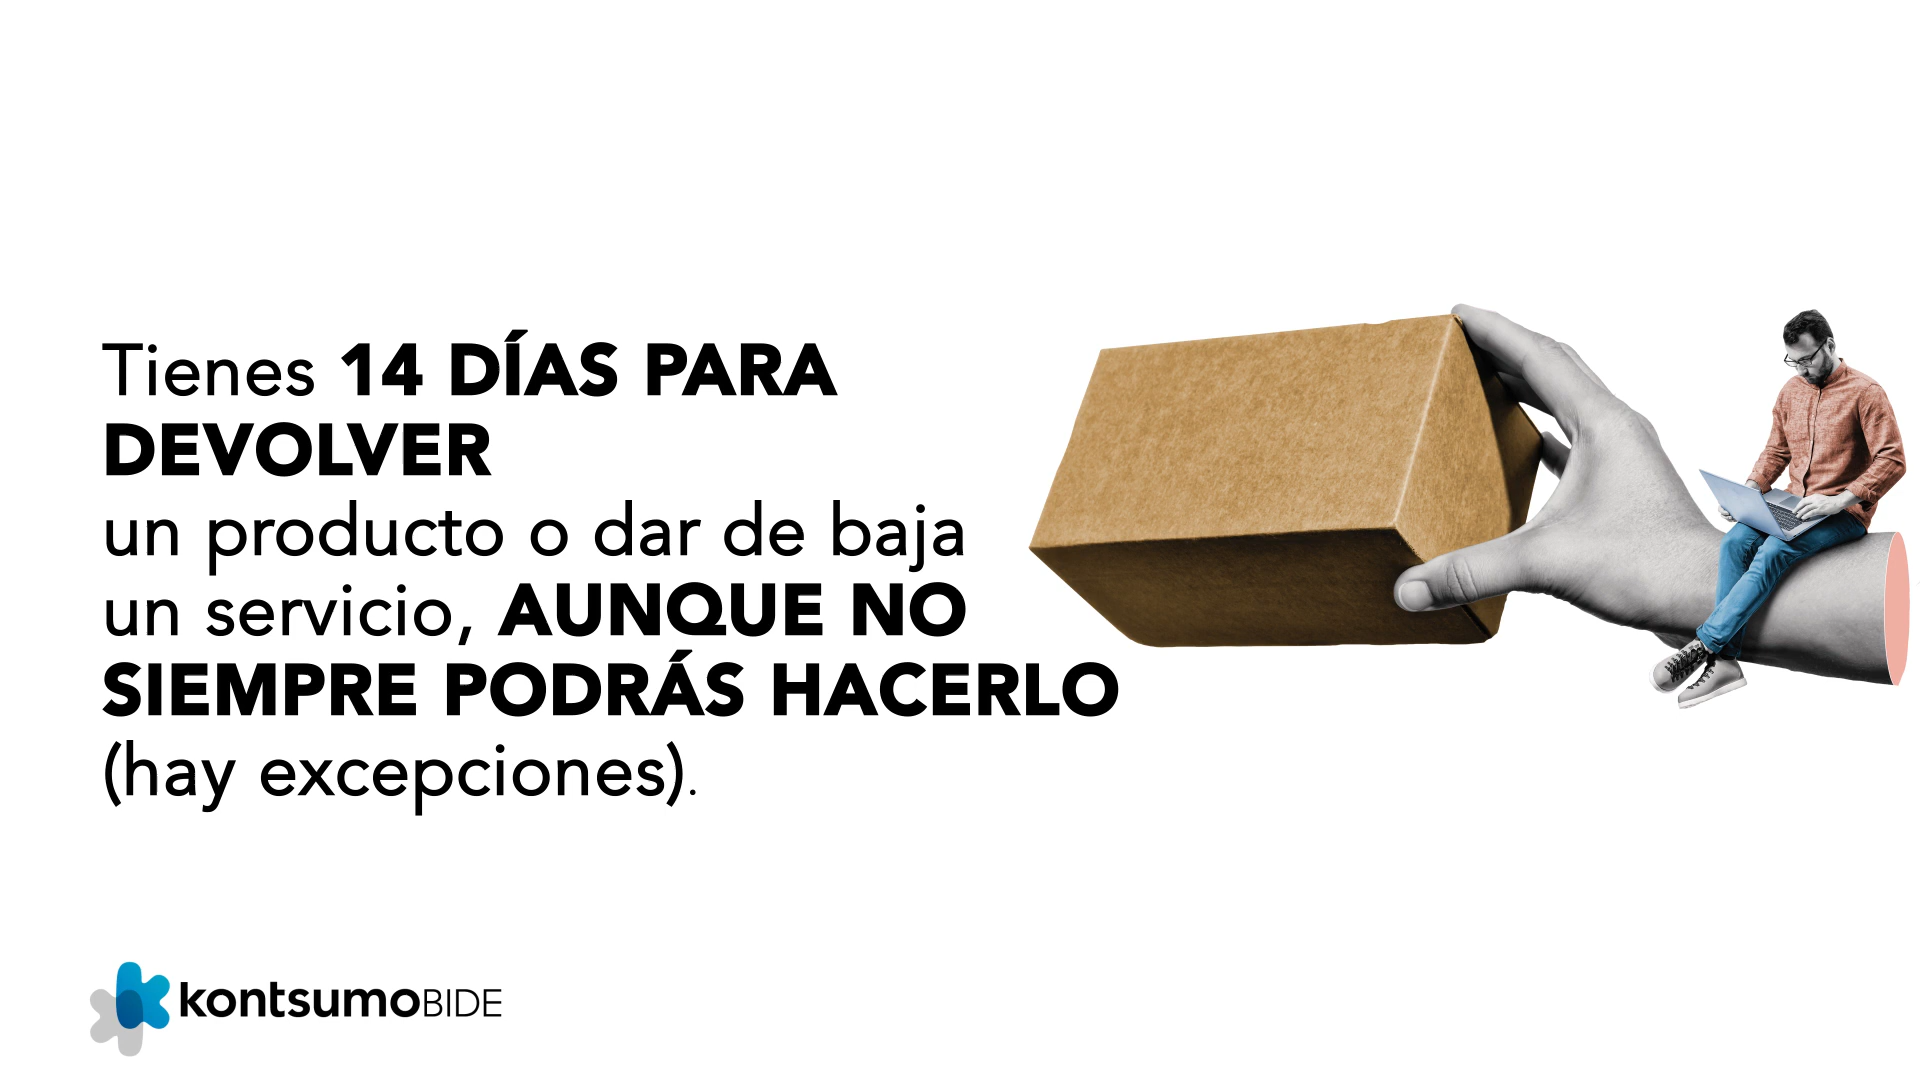 Tienes 14 DÍAS PARA
DEVOLVER
un producto o dar de baja
un servicio, AUNQUE NO
SIEMPRE PODRÁS HACERLO
(hay excepciones).
kontsumoBIDE